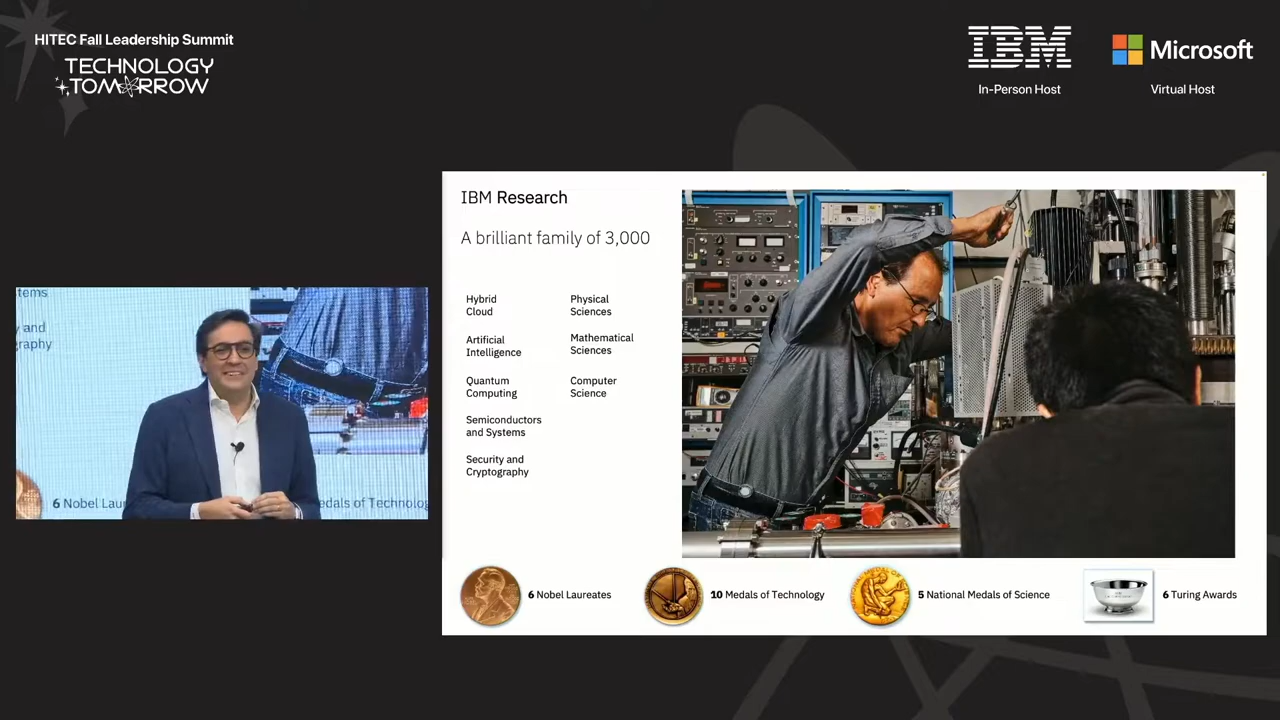 HITEC Fall Leadership Summit
TECHNOLOGY
TOMORROW
IBM
In-Person Host
Microsoft
Virtual Host
IBM Research
A brilliant family of 3,000
Hybrid
Cloud
Artificial
Intelligence
Quantum
Computing
Semiconductors
and Systems
Security and
Cryptography
Physical
Sciences
Mathematical
Sciences
Computer
Science
6 Nobel Laureates
10 Medals of Technology
5 National Medals of Science
6 Turing Awards
tems
y and
graphy
6 Nobel Lau
edals of Technolog